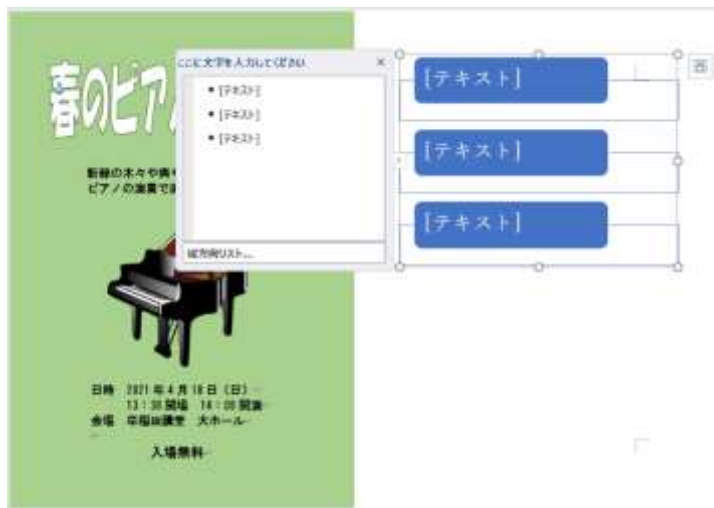 春のピア
新緑の木々や
ピアノの演奏で
日時 2021年4月18日（日）
13：30開場 14：00開演
会場 早稲田講堂 大ホール
入場無料
ここに文字を入力してください
[テキスト]
[テキスト]
[テキスト]
縦方向リスト...
[テキスト]
[テキスト]
[テキスト]